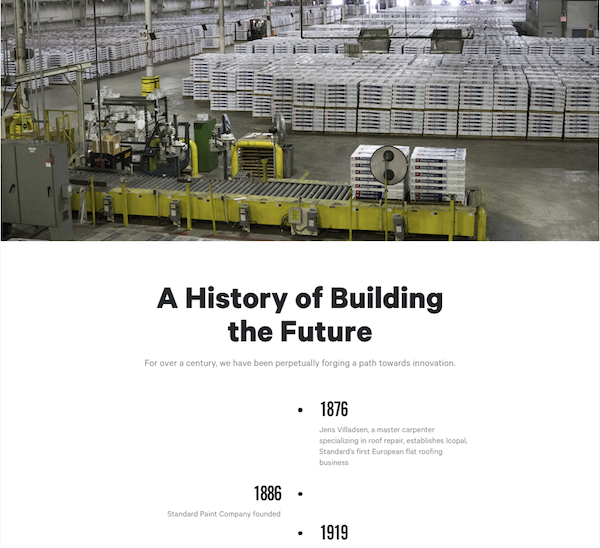 A History of Building
the Future
For over a century, we have been perpetually forging a path towards innovation.
1876
Jens Villadsen, a master carpenter
specializing in roof repair, establishes Icopal,
Standard's first European flat roofing
business
1886
Standard Paint Company founded
1919